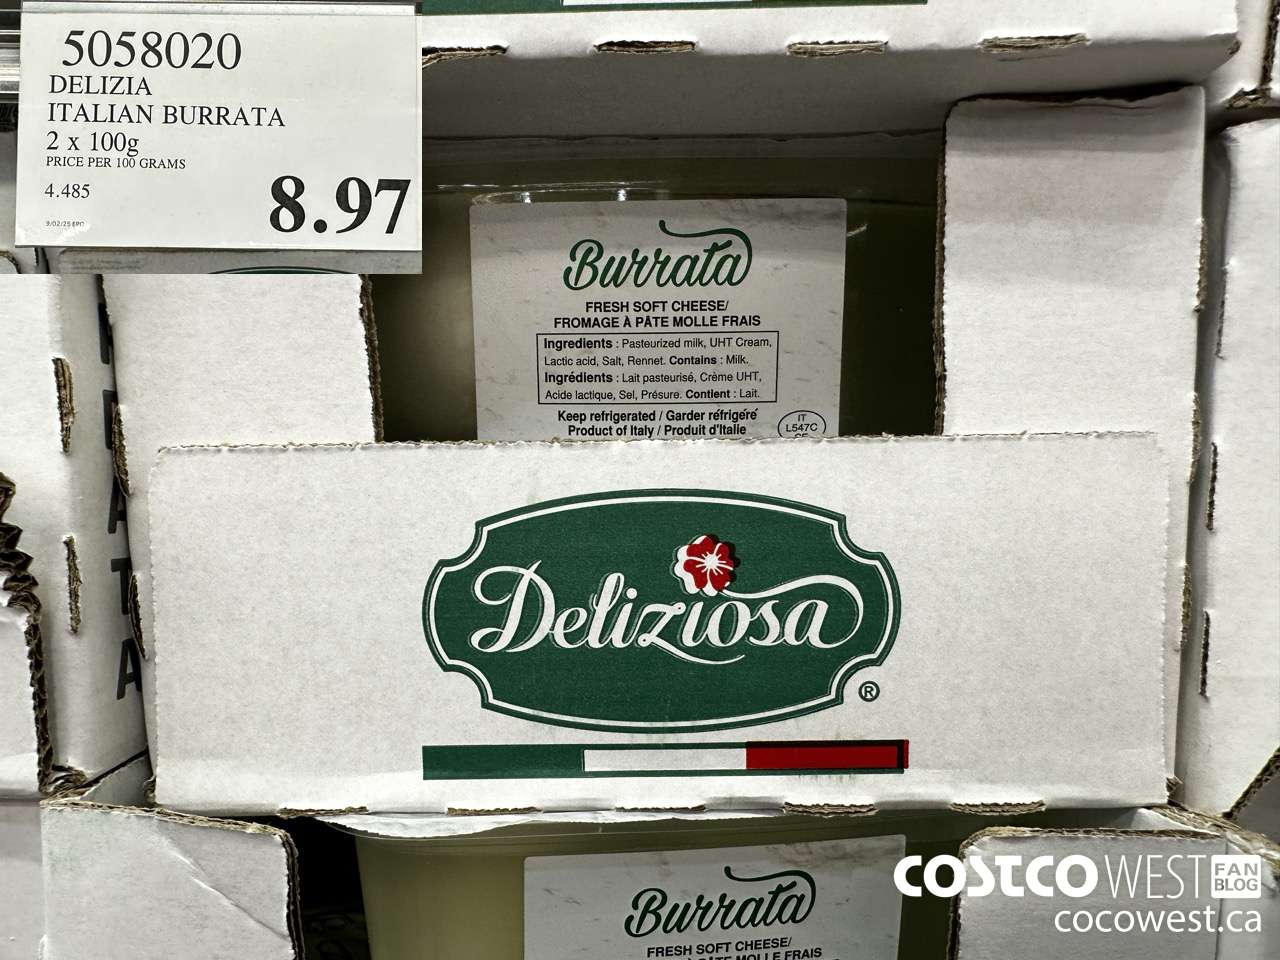 5058020
DELIZIA
ITALIAN BURRATA
2 x 100g
PRICE PER 100 GRAMS
4.485
8.97
Burrata
FRESH SOFT CHEESE/
FROMAGE À PÂTE MOLLE FRAIS
Ingredients : Pasteurized milk, UHT Cream,
Lactic acid, Salt, Rennet. Contains : Milk.
Ingrédients : Lait pasteurisé, Crème UHT,
Acide lactique, Sel, Présure. Contient : Lait.
Keep refrigerated / Garder réfrigeré
Product of Italy / Produit d'Italie
IT
L547C
Deliziosa
®
Burrata
FRESH SOFT CHEESE/
MOLLE FRAIS
COSTCO WEST FAN BLOG
cocowest.ca